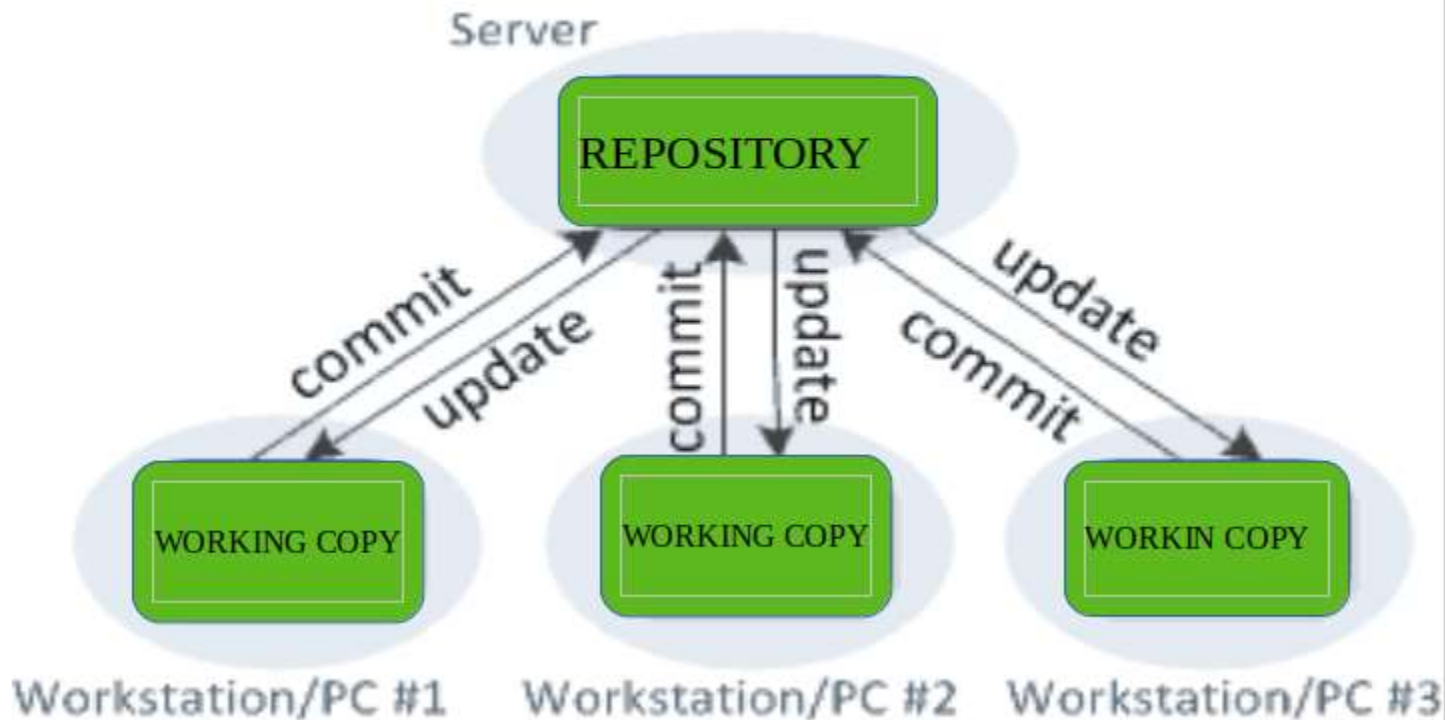 Server
REPOSITORY
commit
update
commit
update
commit
update
WORKING COPY
WORKING COPY
WORKIN COPY
Workstation/PC #1
Workstation/PC #2
Workstation/PC #3